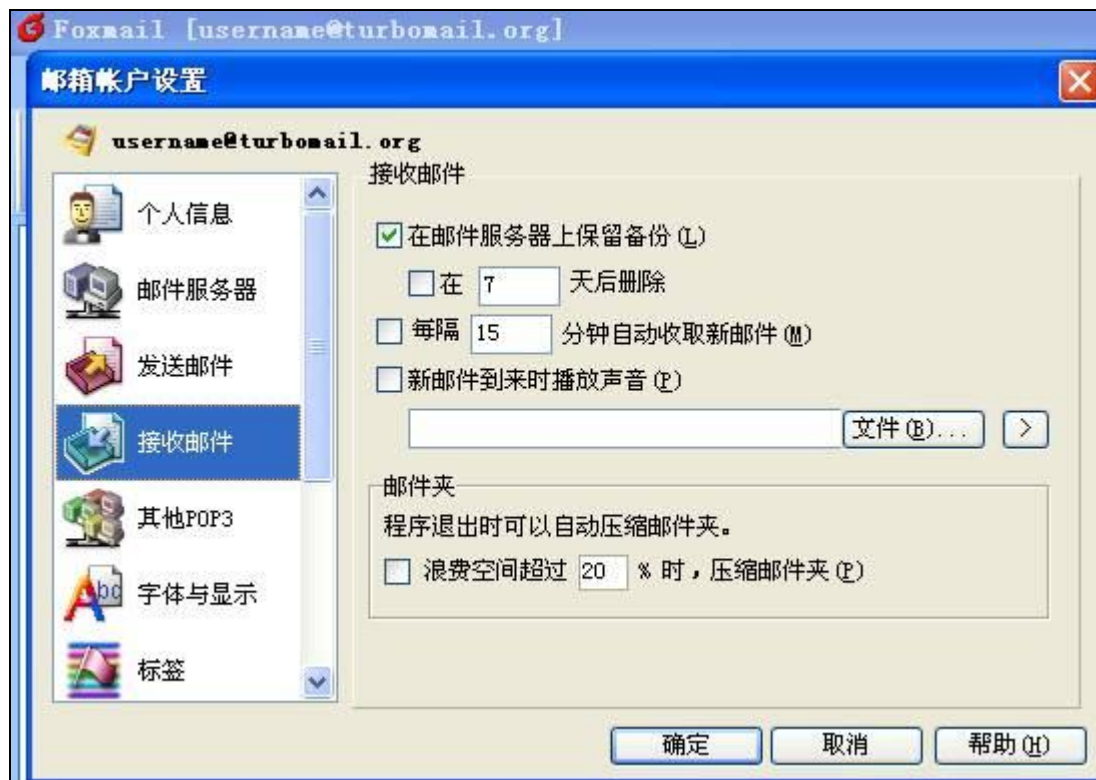 Foxmail [username@turbomail.org]
邮箱帐户设置
username@turbomail.org
个人信息
邮件服务器
发送邮件
接收邮件
其他POP3
字体与显示
标签
接收邮件
在邮件服务器上保留备份(L)
在 7 天后删除
每隔 15 分钟自动收取新邮件(M)
新邮件到来时播放声音(P)
文件(B)... >
邮件夹
程序退出时可以自动压缩邮件夹。
浪费空间超过 20 % 时,压缩邮件夹(P)
确定 取消 帮助(H)